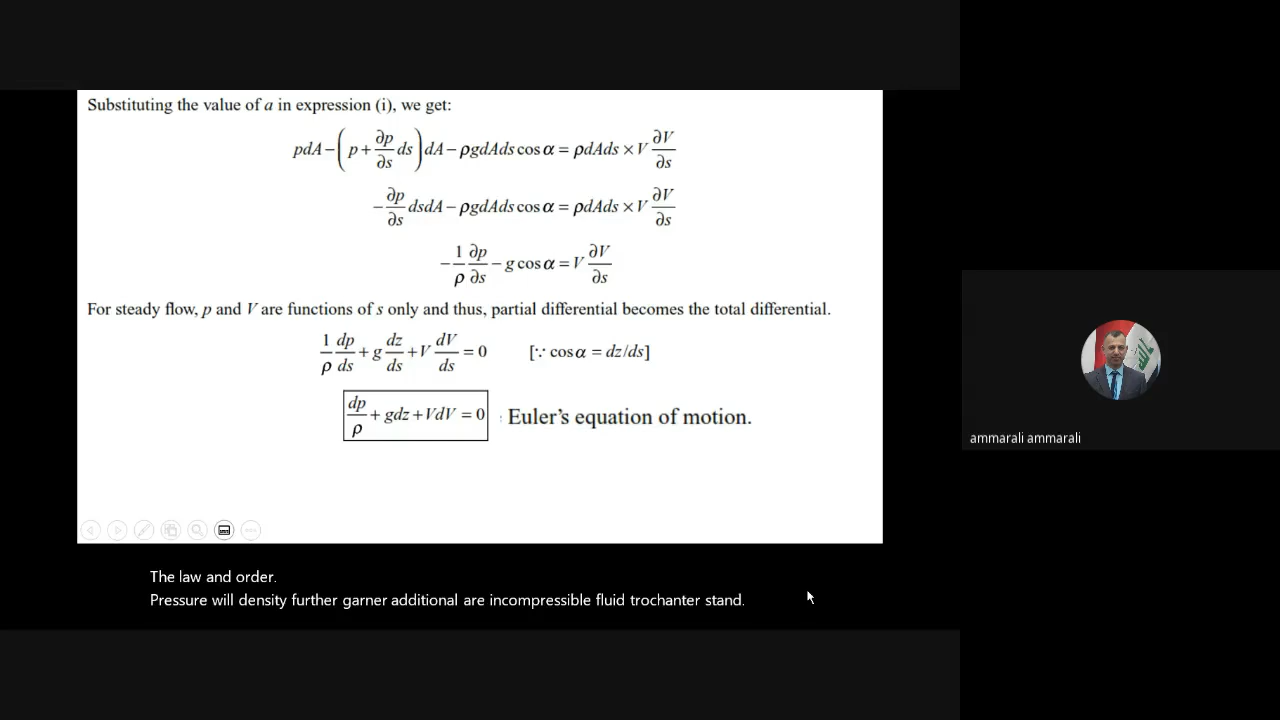 Substituting the value of a in expression (i), we get:
pdA − (p + ∂p/∂s ds) dA − ρgdAds cos α = ρdAds × V ∂V/∂s
− ∂p/∂s dsdA − ρgdAds cos α = ρdAds × V ∂V/∂s
− 1/ρ ∂p/∂s − g cos α = V ∂V/∂s
For steady flow, p and V are functions of s only and thus, partial differential becomes the total differential.
1/ρ dp/ds + g dz/ds + V dV/ds = 0 [∵ cos α = dz/ds]
dp/ρ + gdz + VdV = 0 Euler's equation of motion.
ammarali ammarali
The law and order.
Pressure will density further garner additional are incompressible fluid trochanter stand.